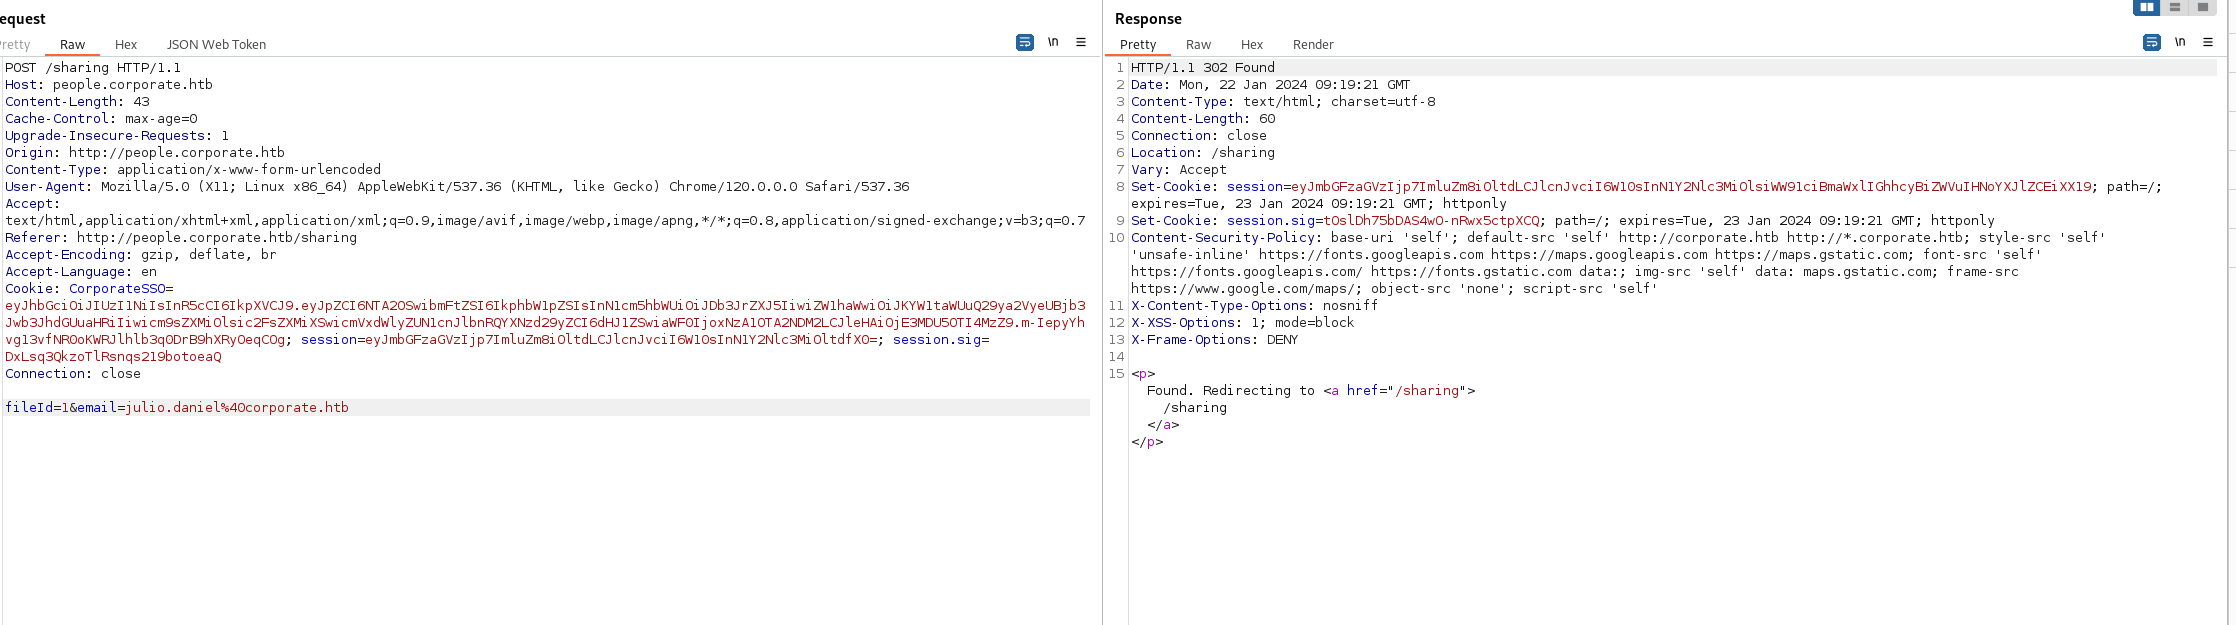 equest
Pretty Raw Hex JSON Web Token \n
POST /sharing HTTP/1.1
Host: people.corporate.htb
Content-Length: 43
Cache-Control: max-age=0
Upgrade-Insecure-Requests: 1
Origin: http://people.corporate.htb
Content-Type: application/x-www-form-urlencoded
User-Agent: Mozilla/5.0 (X11; Linux x86_64) AppleWebKit/537.36 (KHTML, like Gecko) Chrome/120.0.0.0 Safari/537.36
Accept:
text/html,application/xhtml+xml,application/xml;q=0.9,image/avif,image/webp,image/apng,*/*;q=0.8,application/signed-exchange;v=b3;q=0.7
Referer: http://people.corporate.htb/sharing
Accept-Encoding: gzip, deflate, br
Accept-Language: en
Cookie: CorporateSSO=
eyJhbGciOiJIUzI1NiIsInR5cCI6IkpXVCJ9.eyJpZCI6NTA2OSwibmFtZSI6IkphbW1pZSIsInN1cm5hbWUiOiJDb3JrZXJ5IiwiZW1haWwiOiJKYW1taWUuQ29ya2VyeUBjb3
Jwb3JhdGUuaHRiIiwicm9sZXMiOlsic2FsZXMiXSwicmVxdWlyZUN1cnJlbnRQYXNzd29yZCI6dHJ1ZSwiaWF0IjoxNzA1OTA2NDM2LCJleHAiOjE3MDU5OTI4MzZ9.m-IepyYh
vg13vfNR0oKWRJlhlb3q0DrB9hXRyOeqC0g; session=eyJmbGFzaGVzIjp7ImluZm8iOltdLCJlcnJvciI6W10sInN1Y2Nlc3MiOltdfX0=; session.sig=
DxLsq3QkzoTlRsnqs219botoeaQ
Connection: close
fileId=1&email=julio.daniel%40corporate.htb
Response
Pretty Raw Hex Render \n
1 HTTP/1.1 302 Found
2 Date: Mon, 22 Jan 2024 09:19:21 GMT
3 Content-Type: text/html; charset=utf-8
4 Content-Length: 60
5 Connection: close
6 Location: /sharing
7 Vary: Accept
8 Set-Cookie: session=eyJmbGFzaGVzIjp7ImluZm8iOltdLCJlcnJvciI6W10sInN1Y2Nlc3MiOlsiWW91ciBmaWxlIGhhcyBiZWVuIHNoYXJlZCEiXX19; path=/;
expires=Tue, 23 Jan 2024 09:19:21 GMT; httponly
9 Set-Cookie: session.sig=tOslDh75bDAS4wO-nRwx5ctpXCQ; path=/; expires=Tue, 23 Jan 2024 09:19:21 GMT; httponly
10 Content-Security-Policy: base-uri 'self'; default-src 'self' http://corporate.htb http://*.corporate.htb; style-src 'self'
'unsafe-inline' https://fonts.googleapis.com https://maps.googleapis.com https://maps.gstatic.com; font-src 'self'
https://fonts.googleapis.com/ https://fonts.gstatic.com data:; img-src 'self' data: maps.gstatic.com; frame-src
https://www.google.com/maps/; object-src 'none'; script-src 'self'
11 X-Content-Type-Options: nosniff
12 X-XSS-Options: 1; mode=block
13 X-Frame-Options: DENY
14
15 <p>
Found. Redirecting to <a href="/sharing">
/sharing
</a>
</p>